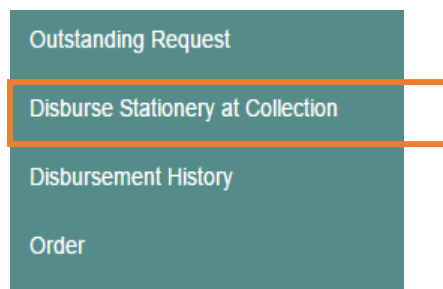 Outstanding Request
Disburse Stationery at Collection
Disbursement History
Order